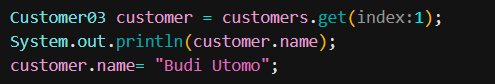 Customer03 customer = customers.get(index:1);
System.out.println(customer.name);
customer.name= "Budi Utomo";